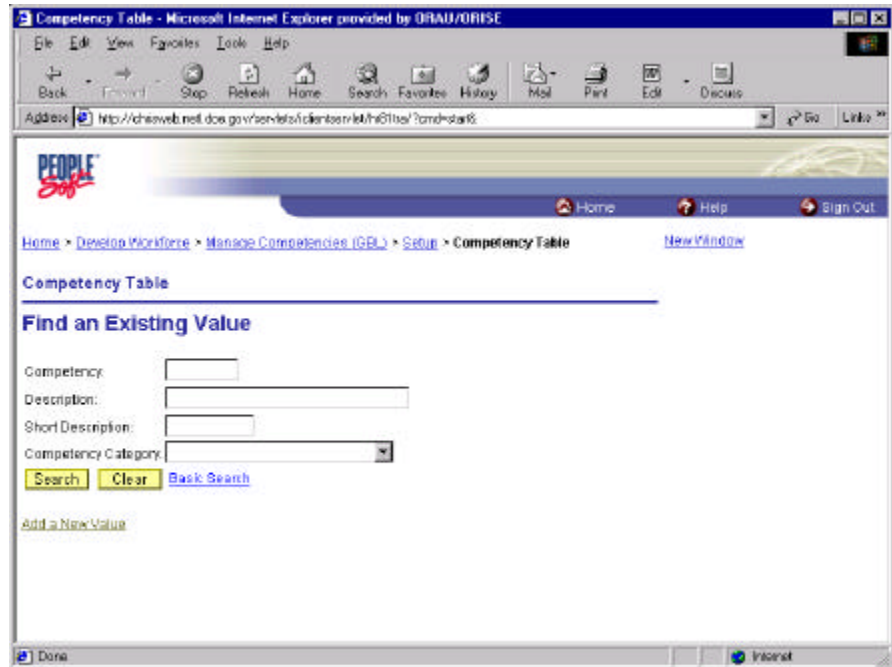 Competency Table - Microsoft Internet Explorer provided by ORAU/ORISE
File Edit View Favorites Tools Help
Back Forward Stop Refresh Home Search Favorites History Mail Print Edit Discuss
Address Go Links »
PEOPLE
Soft
Home Help Sign Out
Home > Develop Workforce > Manage Competencies (GBL) > Setup > Competency Table New Window
Competency Table
Find an Existing Value
Competency:
Description:
Short Description:
Competency Category:
Search Clear Basic Search
Add a New Value
Done Internet